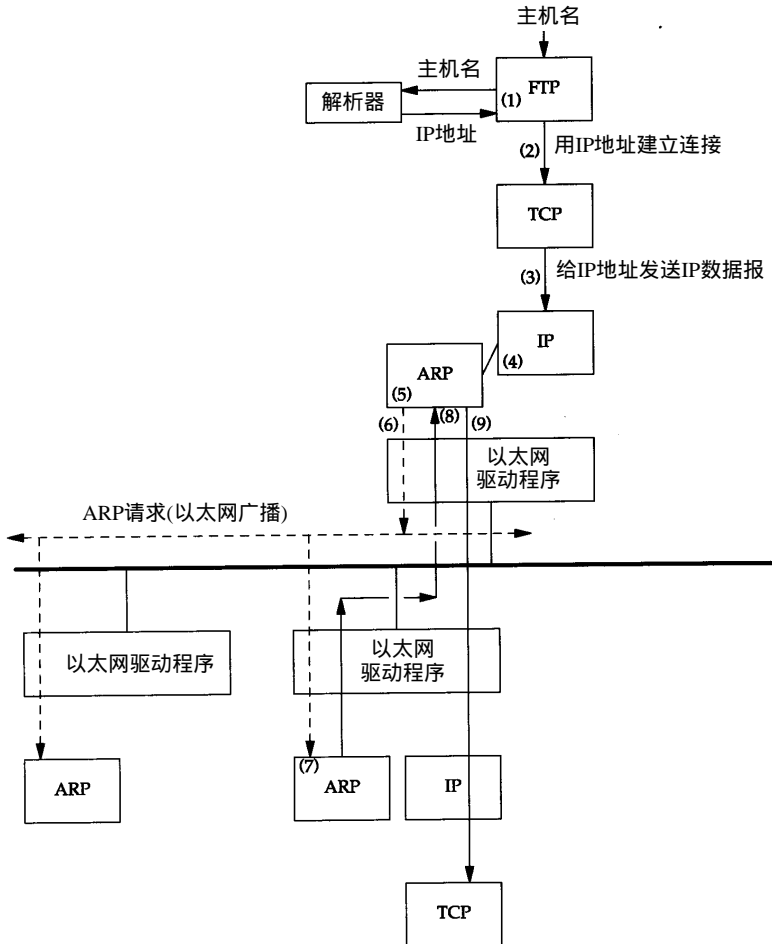 主机名
主机名
FTP
(1)
解析器
IP地址
(2)
用IP地址建立连接
TCP
(3)
给IP地址发送IP数据报
IP
(4)
ARP
(5)
(6)
(8)
(9)
以太网
驱动程序
ARP请求(以太网广播)
以太网驱动程序
以太网
驱动程序
ARP
(7)
ARP
IP
TCP